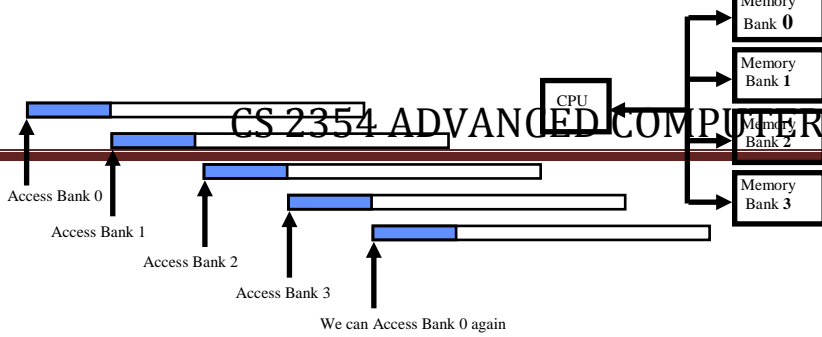 Memory
Bank 0
Memory
Bank 1
CPU
CS 2354 ADVANCED COMPUTER
Memory
Bank 2
Memory
Bank 3
Access Bank 0
Access Bank 1
Access Bank 2
Access Bank 3
We can Access Bank 0 again